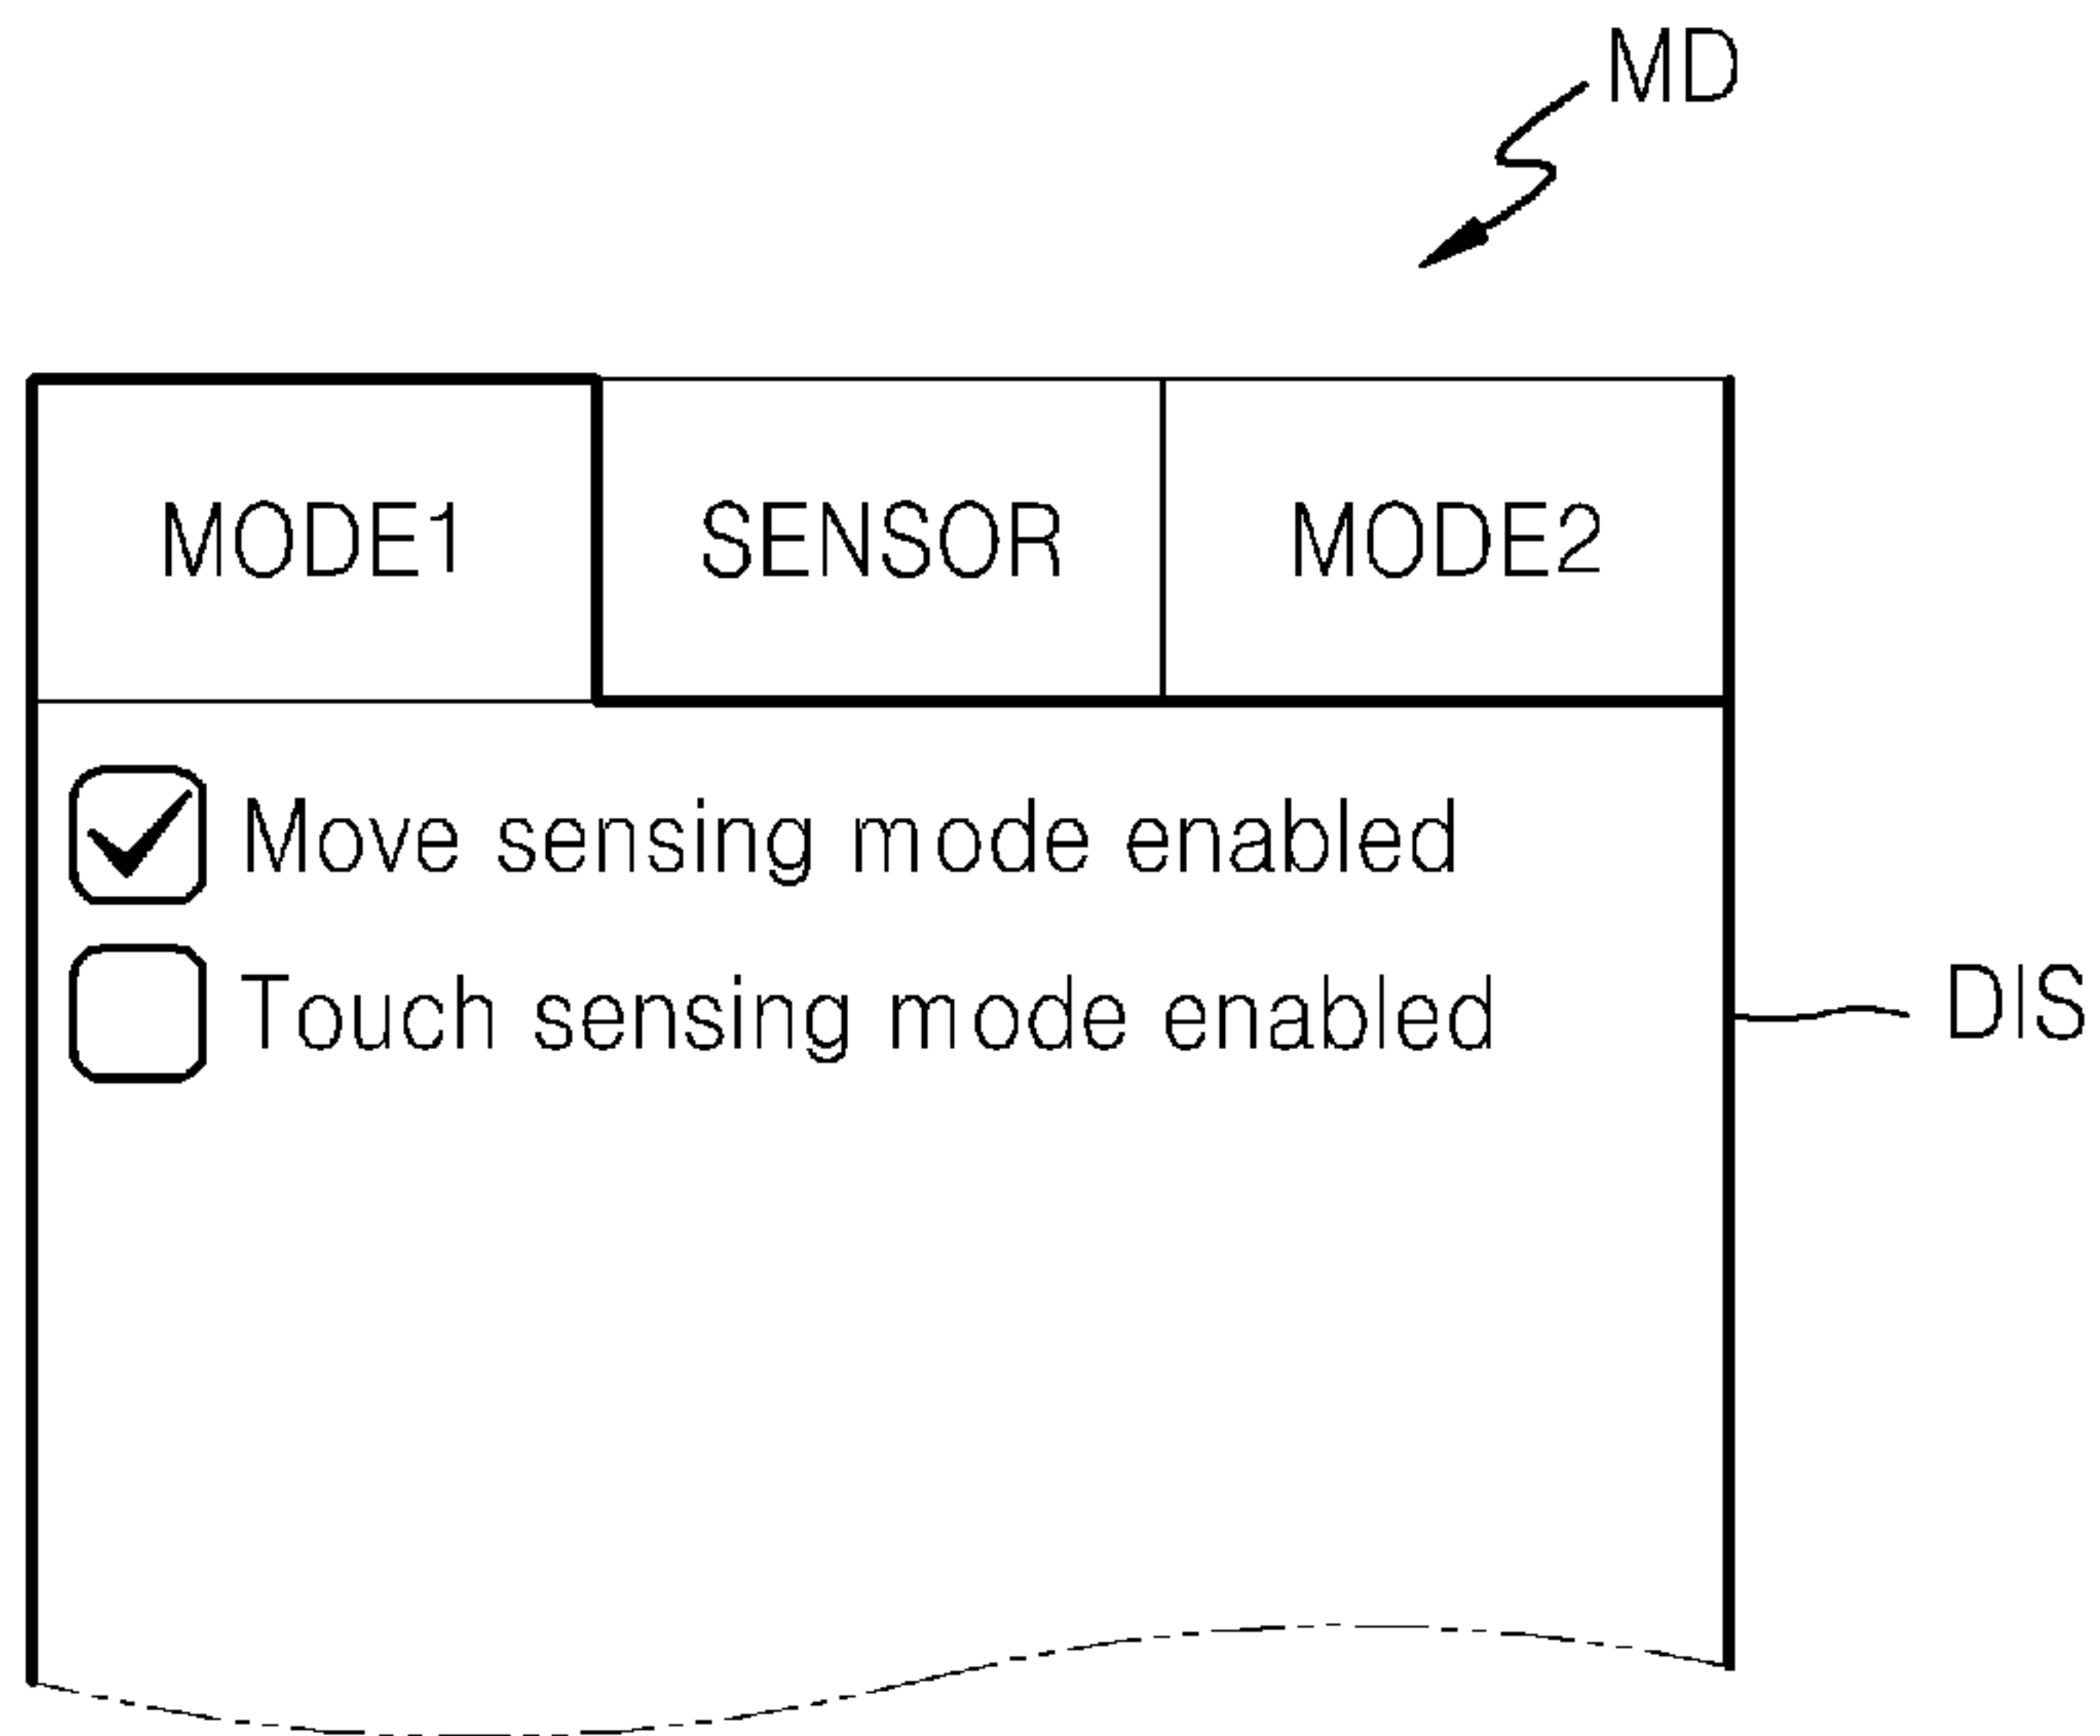 MD
MODE1 SENSOR MODE2
Move sensing mode enabled
Touch sensing mode enabled
DIS